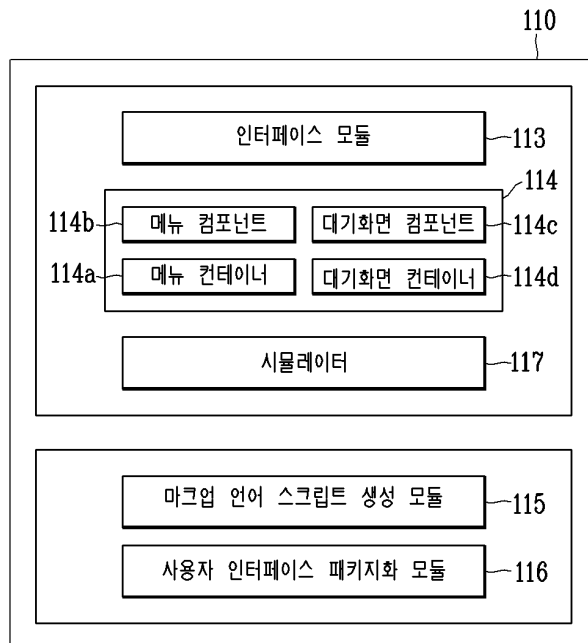 110
인터페이스 모듈
113
114
114b
메뉴 컴포넌트
대기화면 컴포넌트
114c
114a
메뉴 컨테이너
대기화면 컨테이너
114d
시뮬레이터
117
마크업 언어 스크립트 생성 모듈
115
사용자 인터페이스 패키지화 모듈
116